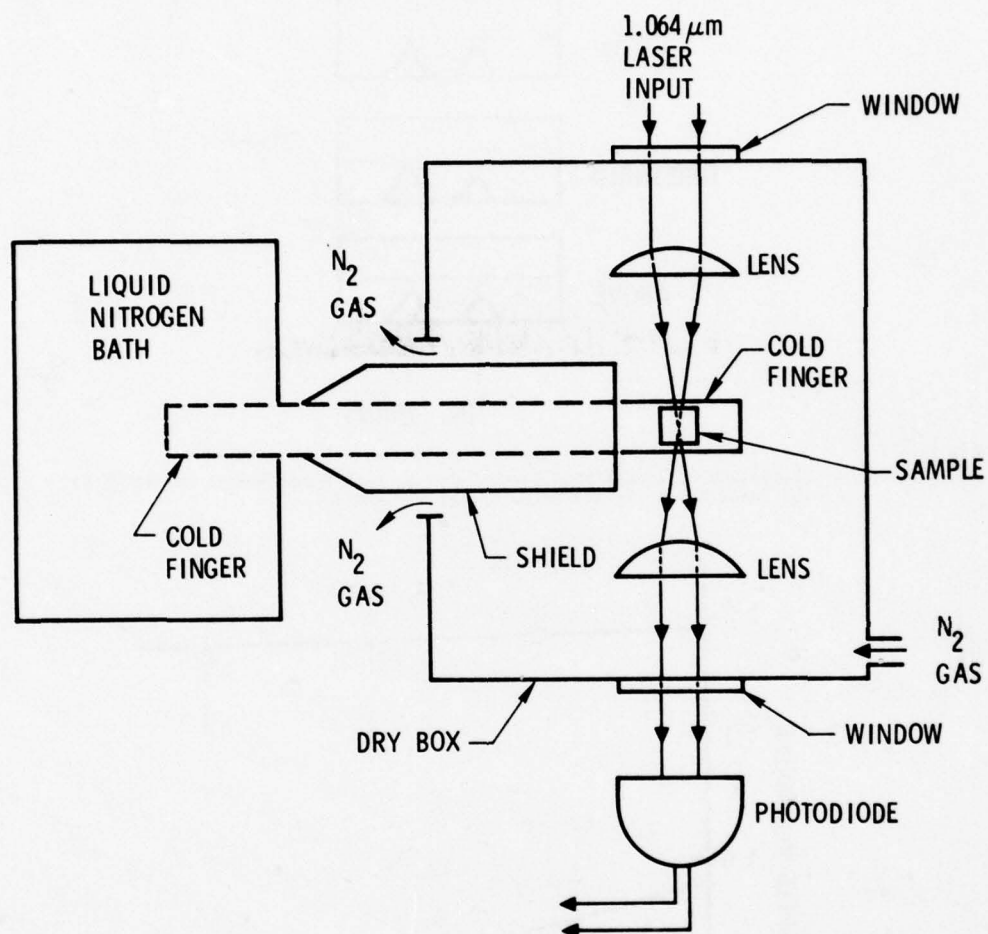 1.064 μm
LASER
INPUT
WINDOW
LENS
N2
GAS
LIQUID
NITROGEN
BATH
COLD
FINGER
SAMPLE
COLD
FINGER
N2
GAS
SHIELD
LENS
N2
GAS
DRY BOX
WINDOW
PHOTODIODE